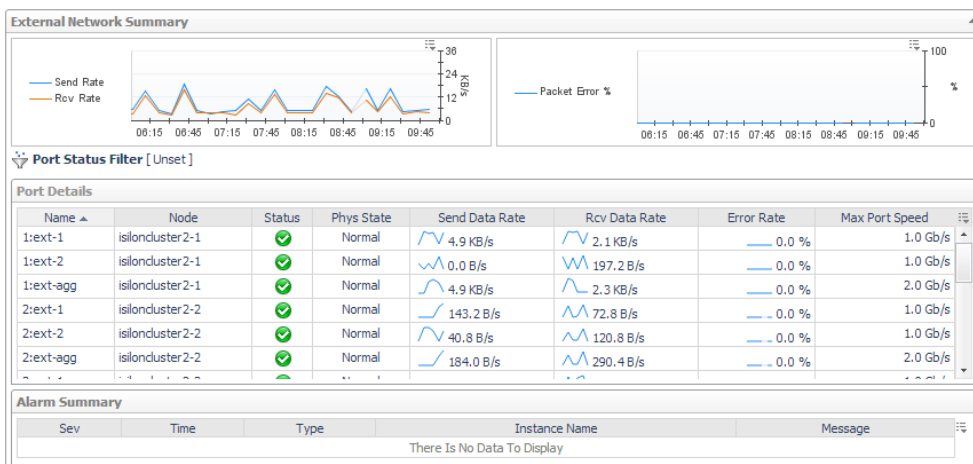 External Network Summary
Send Rate
Rcv Rate
36
24
12
0
KB/s
06:15 06:45 07:15 07:45 08:15 08:45 09:15 09:45
Packet Error %
100
0
%
06:15 06:45 07:15 07:45 08:15 08:45 09:15 09:45
Port Status Filter [ Unset ]
Port Details
Name Node Status Phys State Send Data Rate Rcv Data Rate Error Rate Max Port Speed
1:ext-1 isiloncluster2-1 Normal 4.9 KB/s 2.1 KB/s 0.0 % 1.0 Gb/s
1:ext-2 isiloncluster2-1 Normal 0.0 B/s 197.2 B/s 0.0 % 1.0 Gb/s
1:ext-agg isiloncluster2-1 Normal 4.9 KB/s 2.3 KB/s 0.0 % 2.0 Gb/s
2:ext-1 isiloncluster2-2 Normal 143.2 B/s 72.8 B/s 0.0 % 1.0 Gb/s
2:ext-2 isiloncluster2-2 Normal 40.8 B/s 120.8 B/s 0.0 % 1.0 Gb/s
2:ext-agg isiloncluster2-2 Normal 184.0 B/s 290.4 B/s 0.0 % 2.0 Gb/s
Alarm Summary
Sev Time Type Instance Name Message
There Is No Data To Display